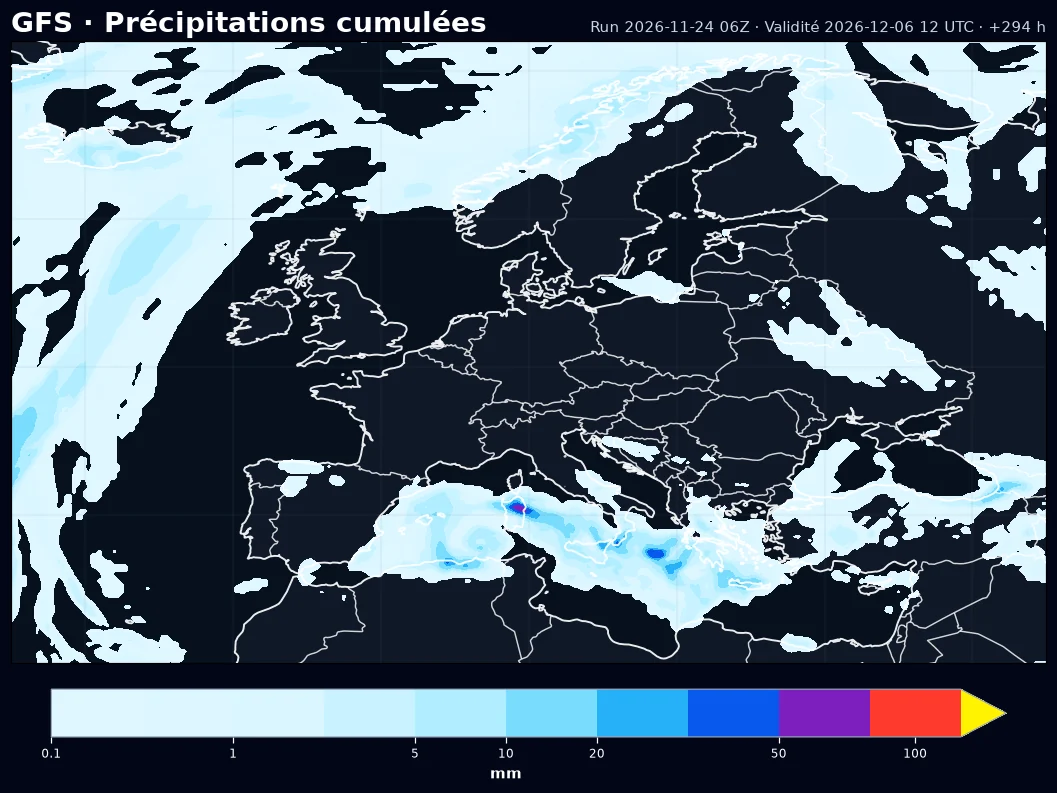 GFS · Précipitations cumulées
Run 2026-11-24 06Z · Validité 2026-12-06 12 UTC · +294 h
0.1 1 5 10 20 50 100
mm